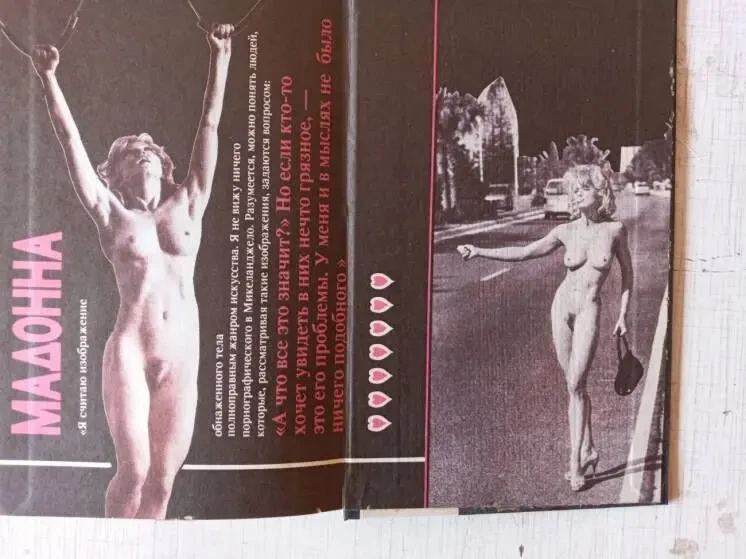 МАДОННА
«Я считаю изображение
обнаженного тела
полноправным жанром искусства. Я не вижу ничего
порнографического в Микеланджело. Разумеется, можно понять людей,
которые, рассматривая такие изображения, задаются вопросом:
«А что все это значит?» Но если кто-то
хочет увидеть в них нечто грязное, —
это его проблемы. У меня и в мыслях не было
ничего подобного»